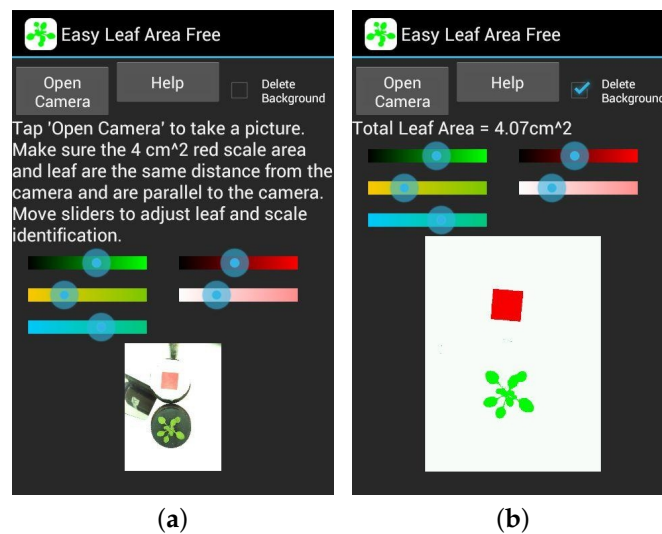 Easy Leaf Area Free
Open
Camera
Help
Delete
Background
Tap 'Open Camera' to take a picture.
Make sure the 4 cm^2 red scale area
and leaf are the same distance from the
camera and are parallel to the camera.
Move sliders to adjust leaf and scale
identification.
(a)
Easy Leaf Area Free
Open
Camera
Help
Delete
Background
Total Leaf Area = 4.07cm^2
(b)